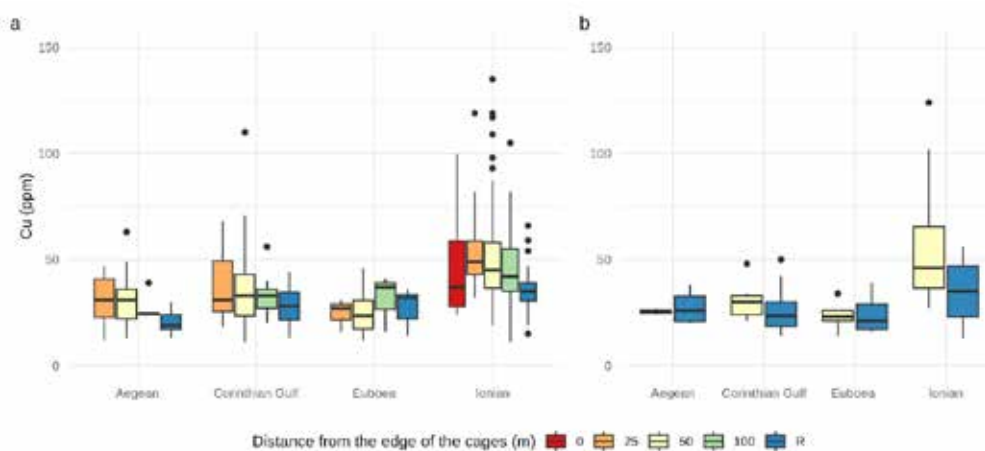 a
b
150
150
100
100
50
50
0
0
Cu (ppm)
Aegean Corinthian Gulf Euboea Ionian
Aegean Corinthian Gulf Euboea Ionian
Distance from the edge of the cages (m) 0 25 50 100 R